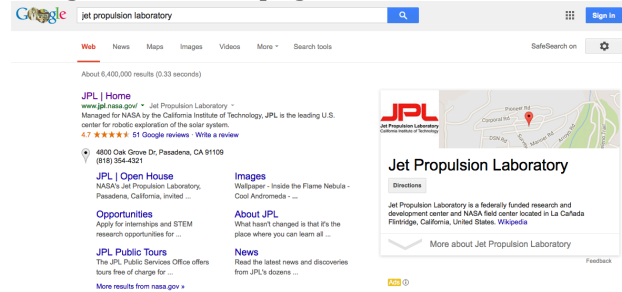 Google
jet propulsion laboratory
Sign in
Web News Maps Images Videos More Search tools
SafeSearch on
About 6,400,000 results (0.33 seconds)
JPL | Home
www.jpl.nasa.gov/ Jet Propulsion Laboratory
Managed for NASA by the California Institute of Technology, JPL is the leading U.S.
center for robotic exploration of the solar system.
4.7 51 Google reviews · Write a review
4800 Oak Grove Dr, Pasadena, CA 91109
(818) 354-4321
JPL | Open House
NASA's Jet Propulsion Laboratory,
Pasadena, California, invited ...
Images
Wallpaper - Inside the Flame Nebula -
Cool Andromeda - ...
Opportunities
Apply for internships and STEM
research opportunities for ...
About JPL
What hasn't changed is that it's the
place where you can learn all ...
JPL Public Tours
The JPL Public Services Office offers
tours free of charge for ...
News
Read the latest news and discoveries
from JPL's dozens ...
More results from nasa.gov »
JPL
Jet Propulsion Laboratory
California Institute of Technology
Pioneer Rd
Corporal Rd
DSN Rd
Mariner Rd
Jet Propulsion Laboratory
Directions
Jet Propulsion Laboratory is a federally funded research and
development center and NASA field center located in La Cañada
Flintridge, California, United States. Wikipedia
More about Jet Propulsion Laboratory
Feedback
Ads